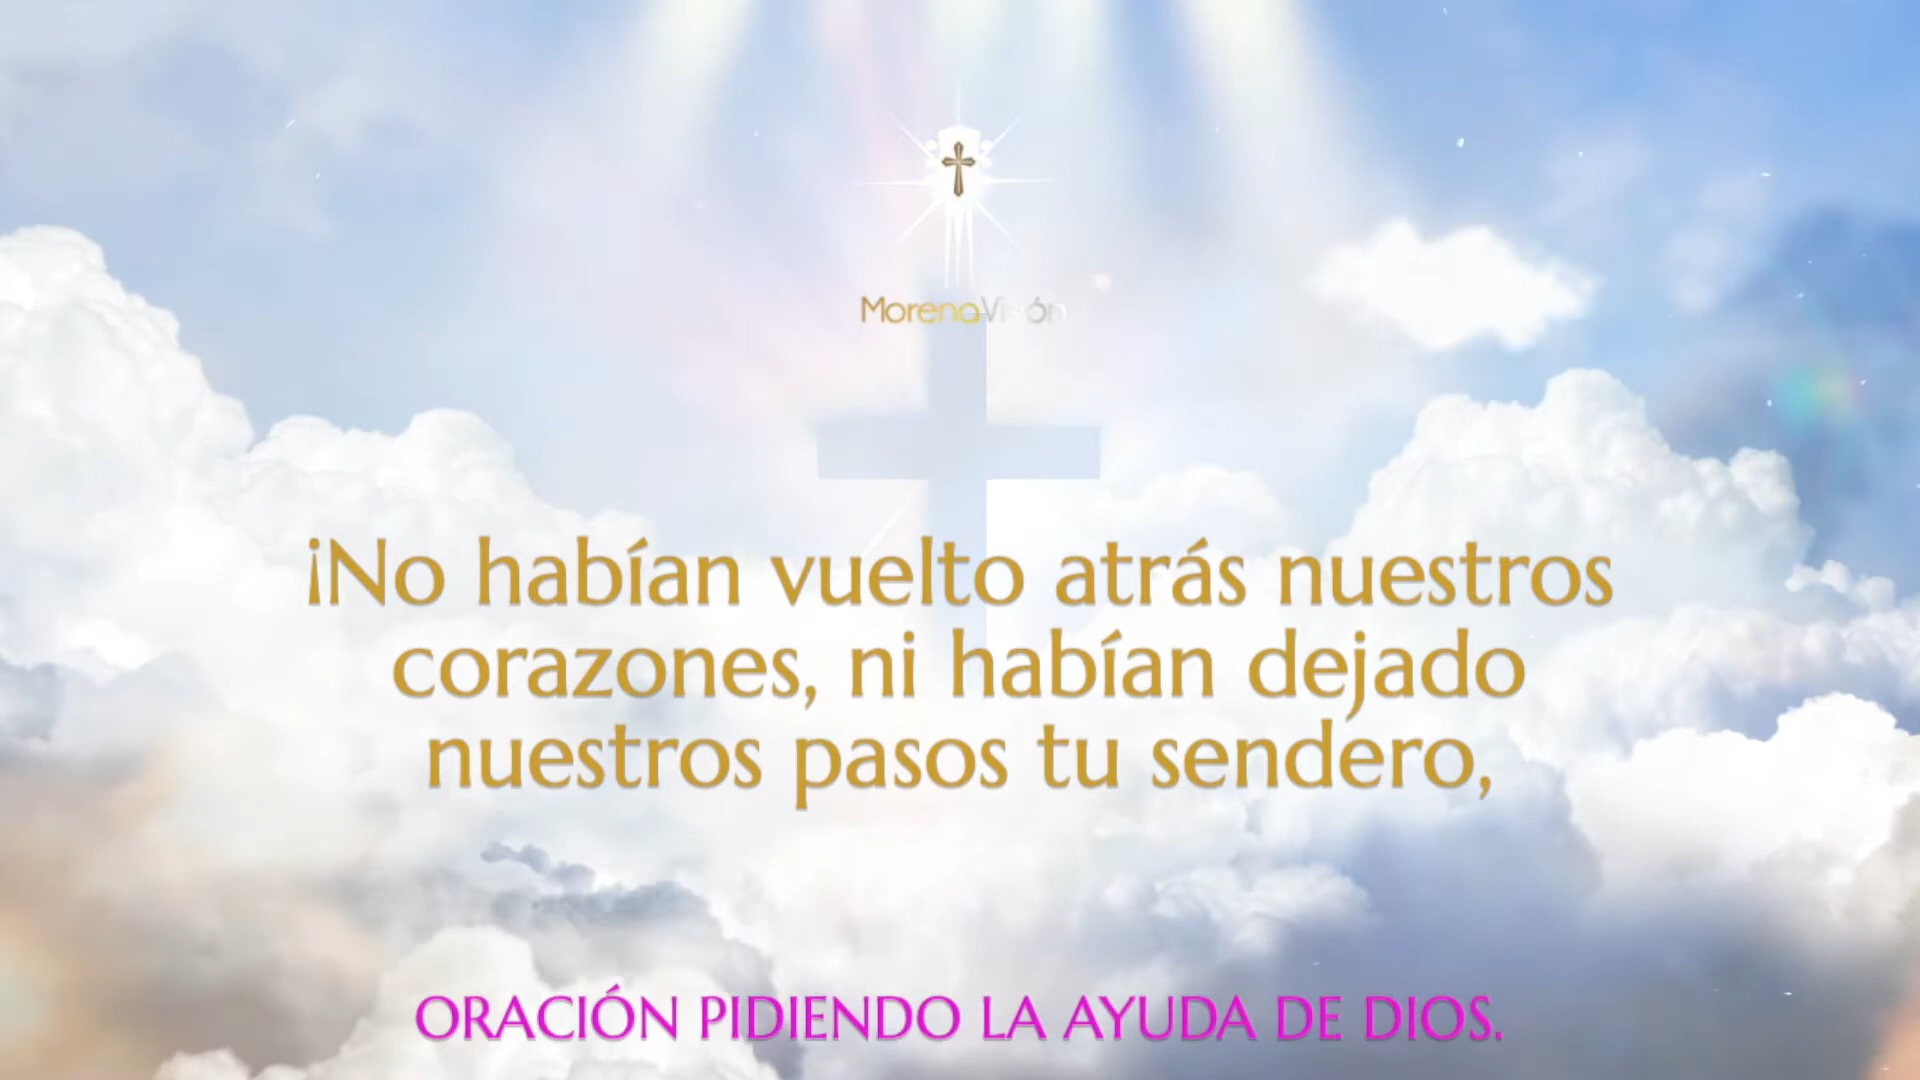 MorenaVisión
¡No habían vuelto atrás nuestros
corazones, ni habían dejado
nuestros pasos tu sendero,
ORACIÓN PIDIENDO LA AYUDA DE DIOS.